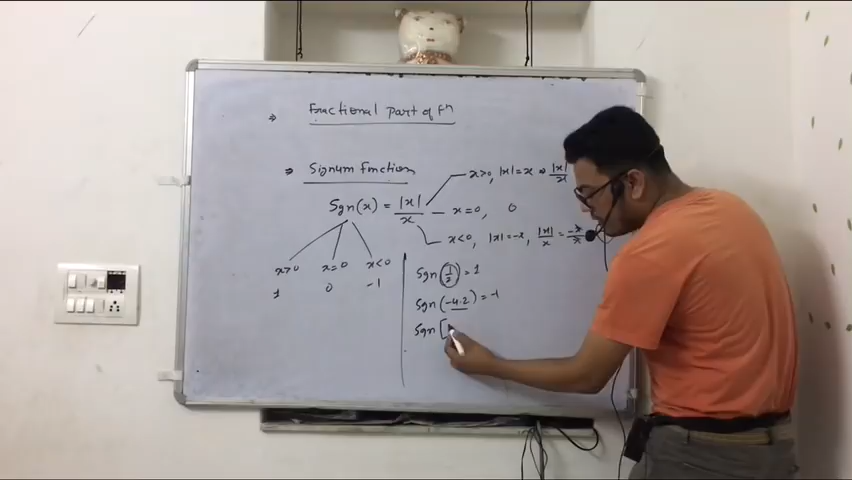 ⇒ Fractional part of fⁿ
⇒ Signum function
x>0, |x|=x ⇒ |x|/x
Sgn(x) = |x|/x — x=0, 0
x<0, |x|=-x, |x|/x = -x/x
x>0 x=0 x<0
1 0 -1
Sgn(1/2) = 1
Sgn(-4.2) = -1
Sgn[